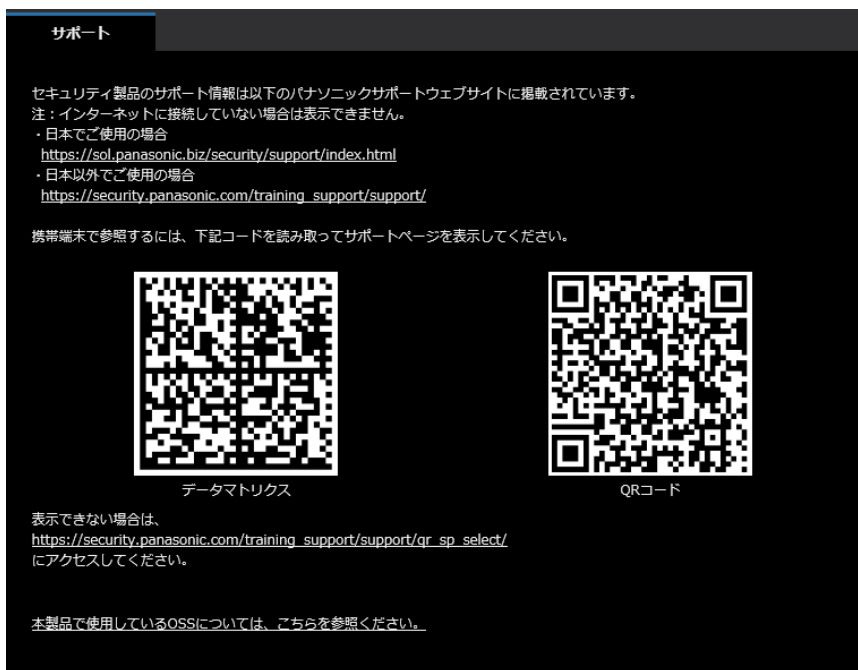 サポート
セキュリティ製品のサポート情報は以下のパナソニックサポートウェブサイトに掲載されています。
注：インターネットに接続していない場合は表示できません。
・日本でご使用の場合
https://sol.panasonic.biz/security/support/index.html
・日本以外でご使用の場合
https://security.panasonic.com/training_support/support/
携帯端末で参照するには、下記コードを読み取ってサポートページを表示してください。
データマトリクス
QRコード
表示できない場合は、
https://security.panasonic.com/training_support/support/qr_sp_select/
にアクセスしてください。
本製品で使用しているOSSについては、こちらを参照ください。